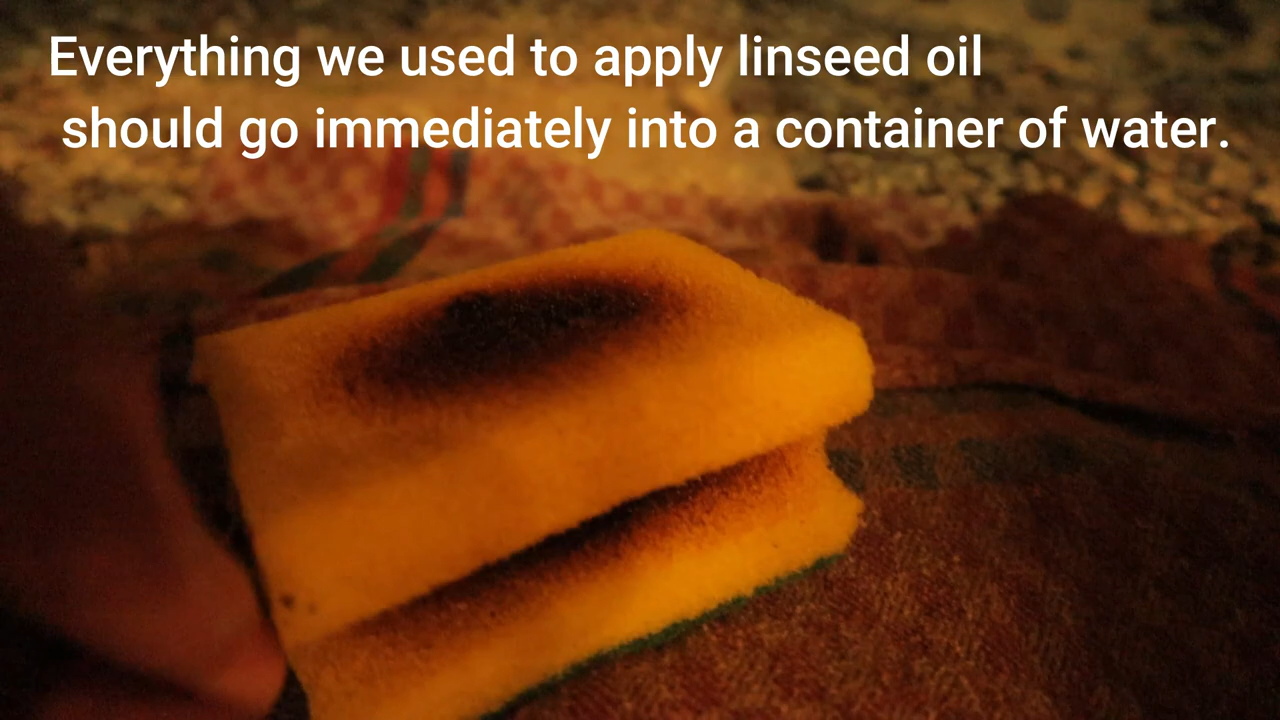 Everything we used to apply linseed oil
should go immediately into a container of water.